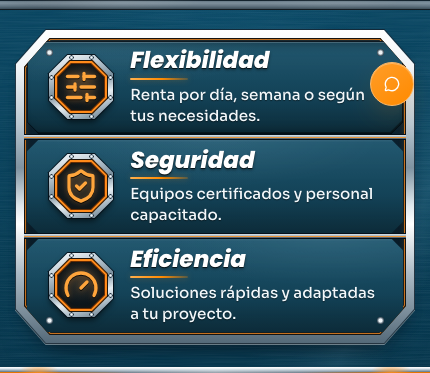 Flexibilidad
Renta por día, semana o según
tus necesidades.
Seguridad
Equipos certificados y personal
capacitado.
Eficiencia
Soluciones rápidas y adaptadas
a tu proyecto.